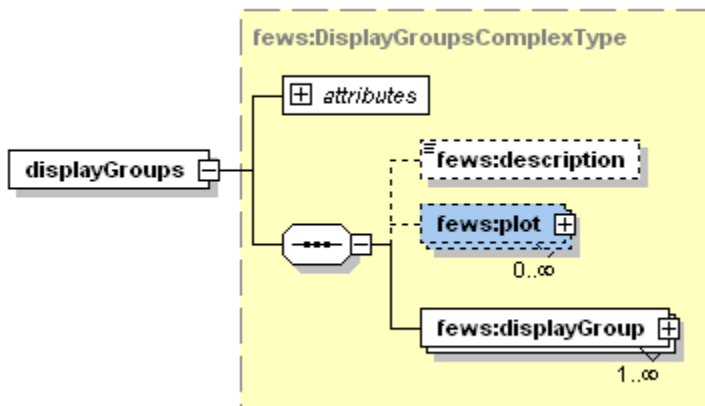 fews:DisplayGroupsComplexType
attributes
displayGroups
fews:description
fews:plot
0..∞
fews:displayGroup
1..∞